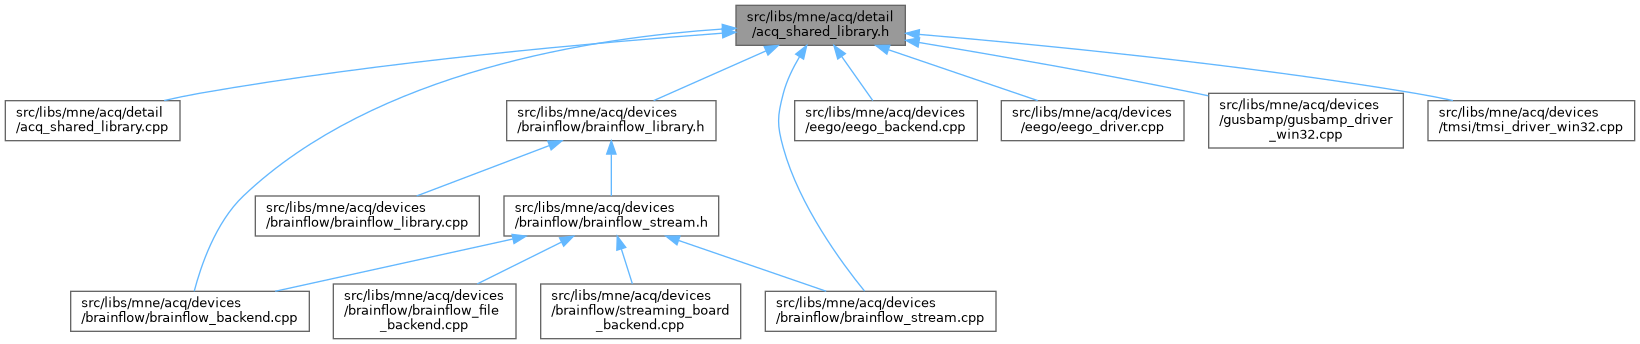 src/libs/mne/acq/detail
/acq_shared_library.h
src/libs/mne/acq/detail
/acq_shared_library.cpp
src/libs/mne/acq/devices
/brainflow/brainflow_library.h
src/libs/mne/acq/devices
/eego/eego_backend.cpp
src/libs/mne/acq/devices
/eego/eego_driver.cpp
src/libs/mne/acq/devices
/gusbamp/gusbamp_driver
_win32.cpp
src/libs/mne/acq/devices
/tmsi/tmsi_driver_win32.cpp
src/libs/mne/acq/devices
/brainflow/brainflow_library.cpp
src/libs/mne/acq/devices
/brainflow/brainflow_stream.h
src/libs/mne/acq/devices
/brainflow/brainflow_backend.cpp
src/libs/mne/acq/devices
/brainflow/brainflow_file
_backend.cpp
src/libs/mne/acq/devices
/brainflow/streaming_board
_backend.cpp
src/libs/mne/acq/devices
/brainflow/brainflow_stream.cpp